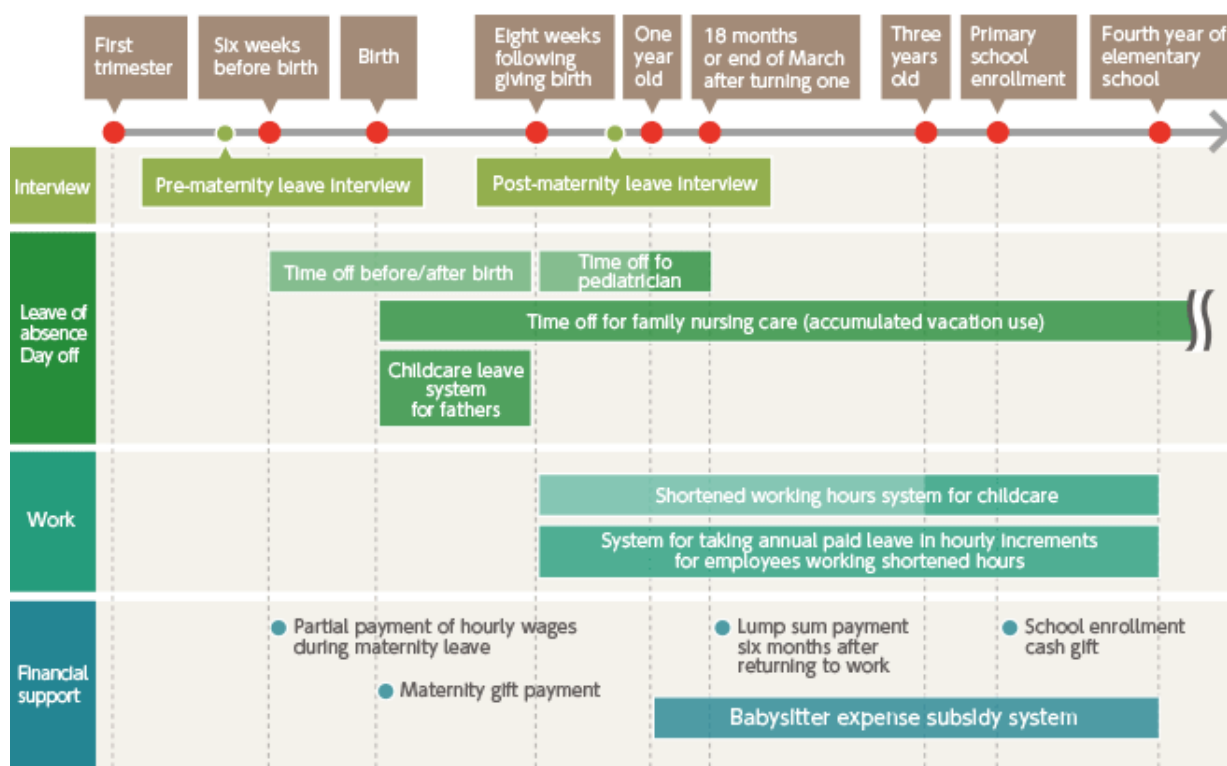 First
trimester
Six weeks
before birth
Birth
Eight weeks
following
giving birth
One
year
old
18 months
or end of March
after turning one
Three
years
old
Primary
school
enrollment
Fourth year of
elementary
school
Interview
Pre-maternity leave interview
Post-maternity leave interview
Leave of
absence
Day off
Time off before/after birth
Time off fo
pediatrician
Time off for family nursing care (accumulated vacation use)
Childcare leave
system
for fathers
Work
Shortened working hours system for childcare
System for taking annual paid leave in hourly increments
for employees working shortened hours
Financial
support
Partial payment of hourly wages
during maternity leave
Maternity gift payment
Lump sum payment
six months after
returning to work
School enrollment
cash gift
Babysitter expense subsidy system